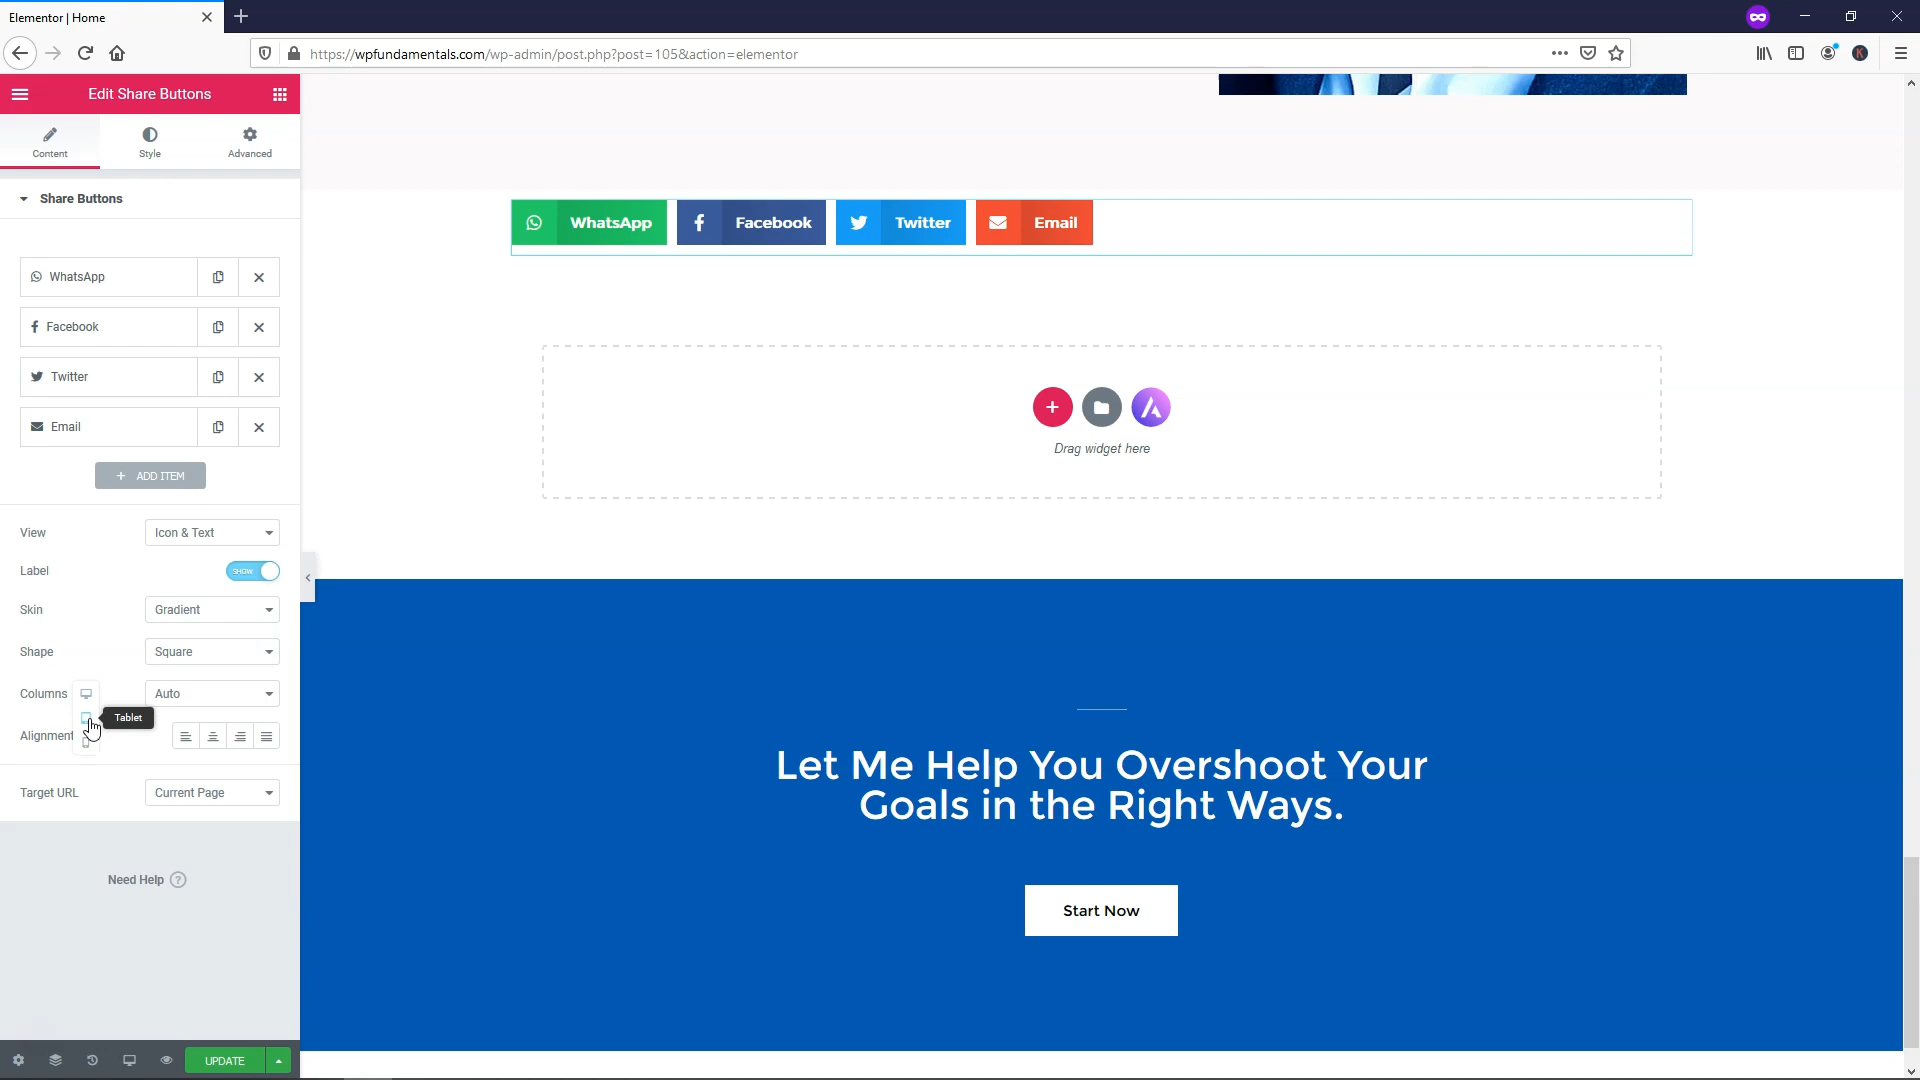 Elementor | Home
https://wpfundamentals.com/wp-admin/post.php?post=105&action=elementor
Edit Share Buttons
Content
Style
Advanced
Share Buttons
WhatsApp
Facebook
Twitter
Email
ADD ITEM
View
Icon & Text
Label
SHOW
Skin
Gradient
Shape
Square
Columns
Auto
Tablet
Alignment
Target URL
Current Page
Need Help ?
UPDATE
K
WhatsApp
Facebook
Twitter
Email
Drag widget here
Let Me Help You Overshoot Your
Goals in the Right Ways.
Start Now